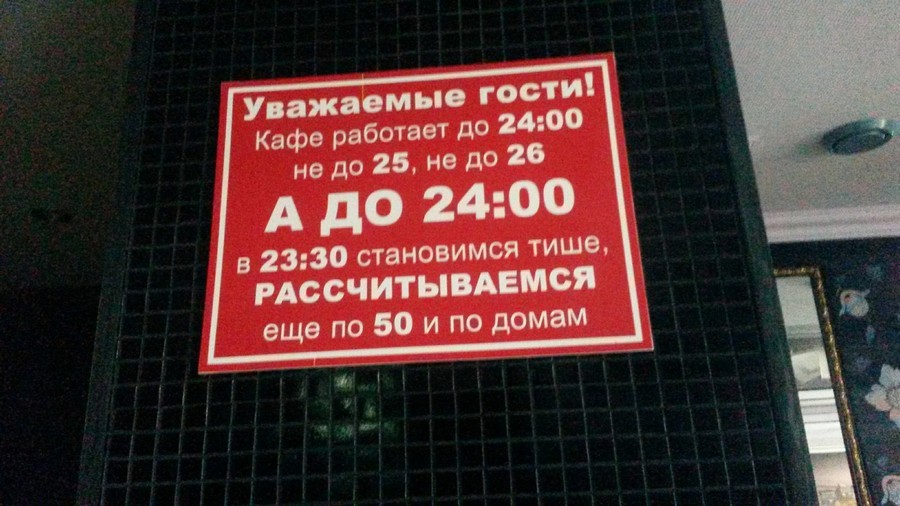 Уважаемые гости!
Кафе работает до 24:00
не до 25, не до 26
А ДО 24:00
в 23:30 становимся тише,
РАССЧИТЫВАЕМСЯ
еще по 50 и по домам